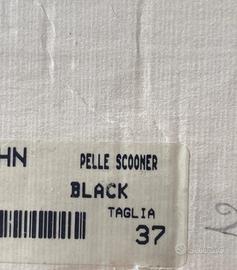 HN PELLE SCOONER
BLACK
TAGLIA
37